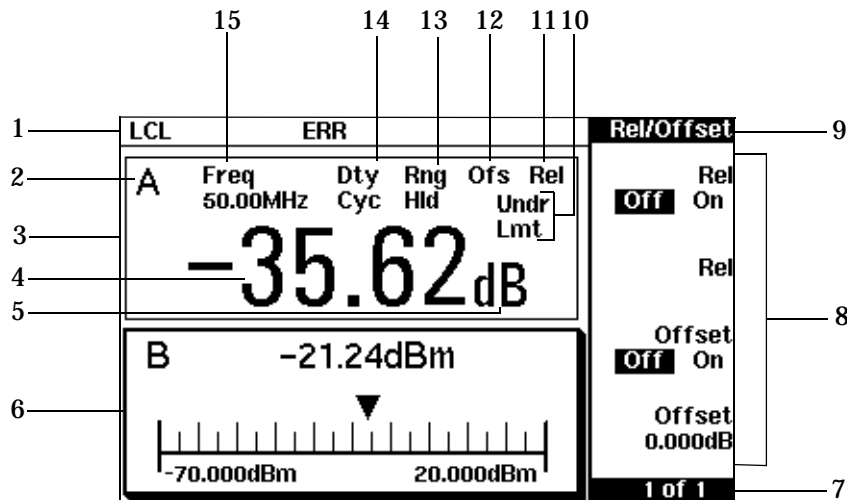 15 14 13 12 11 10
1 LCL ERR Rel/Offset 9
2 A Freq Dty Rng Ofs Rel Rel
50.00MHz Cyc Hld Undr Off On
3 Lmt
4 -35.62dB Rel
5 8
Offset
B -21.24dBm Off On
6 Offset
0.000dB
-70.000dBm 20.000dBm
1 of 1 7